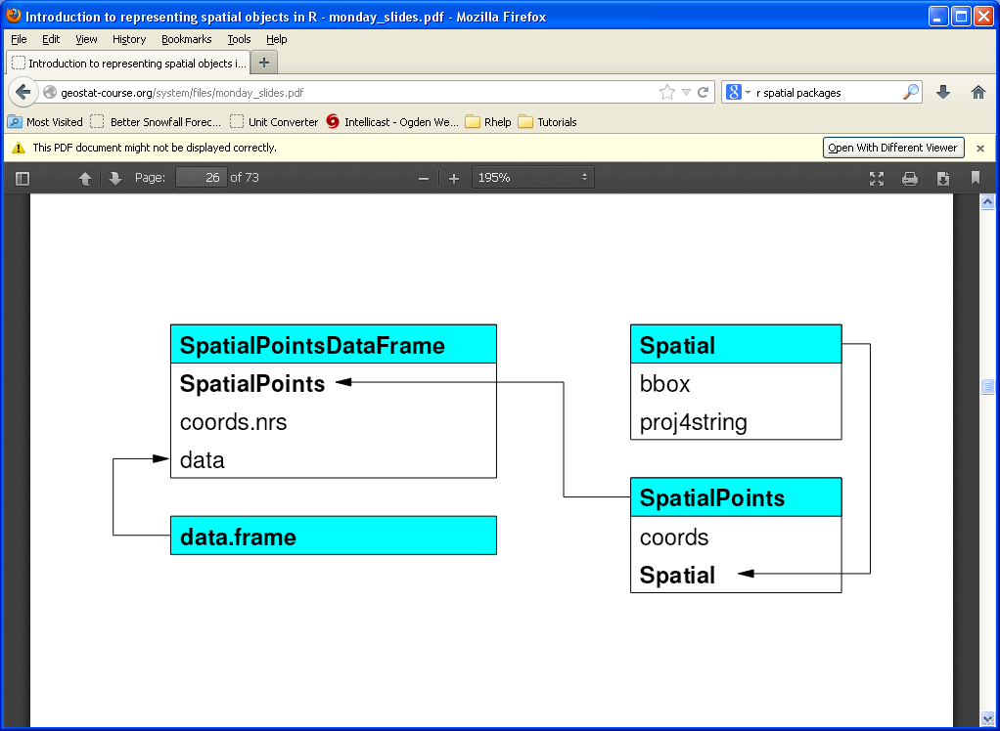 Introduction to representing spatial objects in R - monday_slides.pdf - Mozilla Firefox
File Edit View History Bookmarks Tools Help
Introduction to representing spatial objects i...
geostat-course.org/system/files/monday_slides.pdf
r spatial packages
Most Visited Better Snowfall Forec... Unit Converter Intellicast - Ogden We... Rhelp Tutorials
This PDF document might not be displayed correctly. Open With Different Viewer
Page: 26 of 73 195%
SpatialPointsDataFrame
SpatialPoints
coords.nrs
data
data.frame
Spatial
bbox
proj4string
SpatialPoints
coords
Spatial